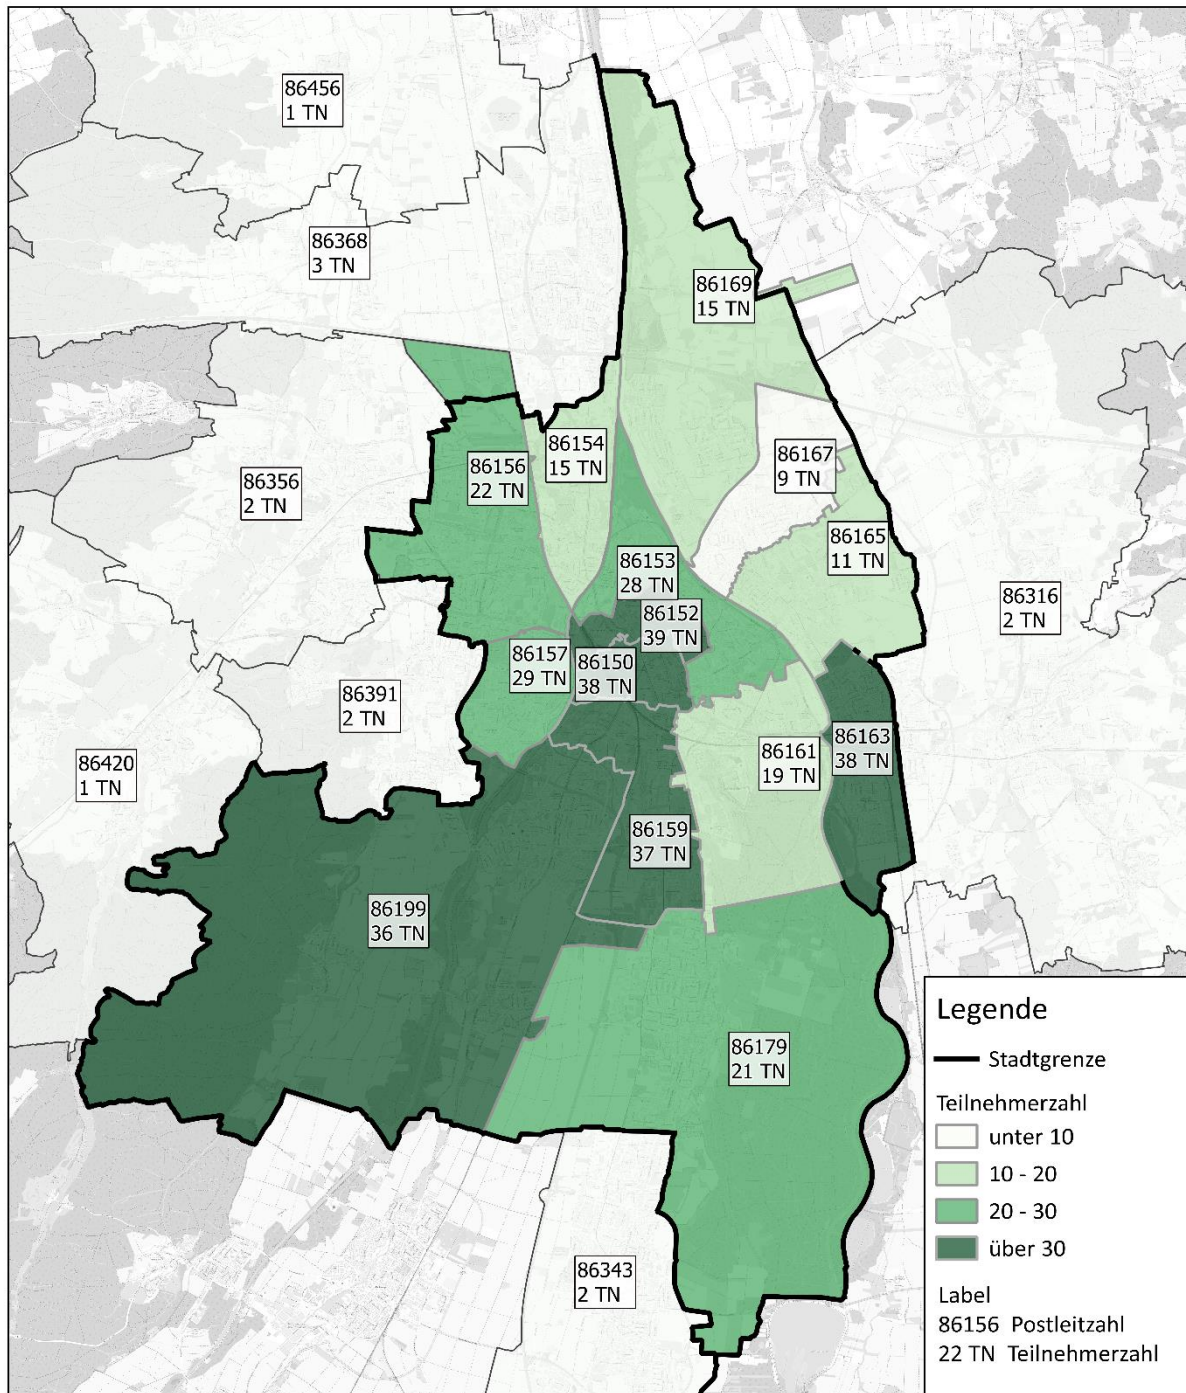 86456
1 TN
86368
3 TN
86169
15 TN
86154
15 TN
86167
9 TN
86156
22 TN
86356
2 TN
86165
11 TN
86153
28 TN
86152
39 TN
86316
2 TN
86157
29 TN
86150
38 TN
86391
2 TN
86163
38 TN
86161
19 TN
86420
1 TN
86159
37 TN
86199
36 TN
86179
21 TN
86343
2 TN
Legende
Stadtgrenze
Teilnehmerzahl
unter 10
10 - 20
20 - 30
über 30
Label
86156 Postleitzahl
22 TN Teilnehmerzahl